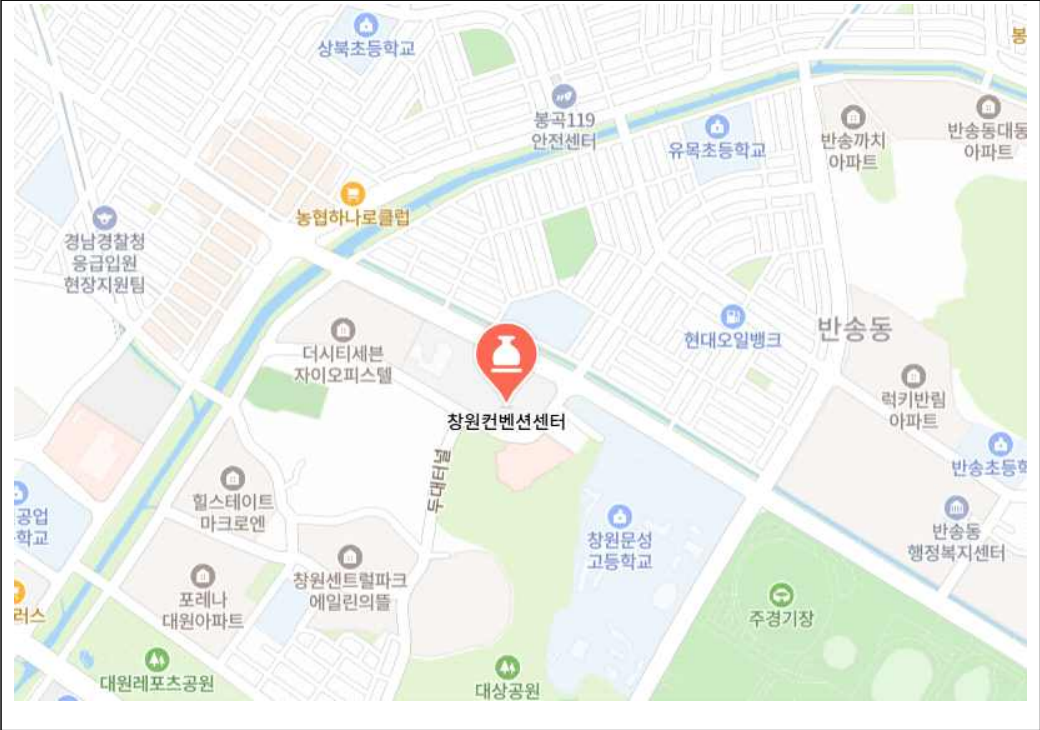 상북초등학교
봉
봉곡119
안전센터
유목초등학교
반송까치
아파트
반송동대동
아파트
농협하나로클럽
경남경찰청
응급입원
현장지원팀
더시티세븐
자이오피스텔
현대오일뱅크
반송동
럭키반림
아파트
창원컨벤션센터
두대터널
반송초등학
힐스테이트
마크로엔
공업
학교
창원문성
고등학교
반송동
행정복지센터
창원센트럴파크
에일린의뜰
포레나
대원아파트
러스
주경기장
대원레포츠공원
대상공원